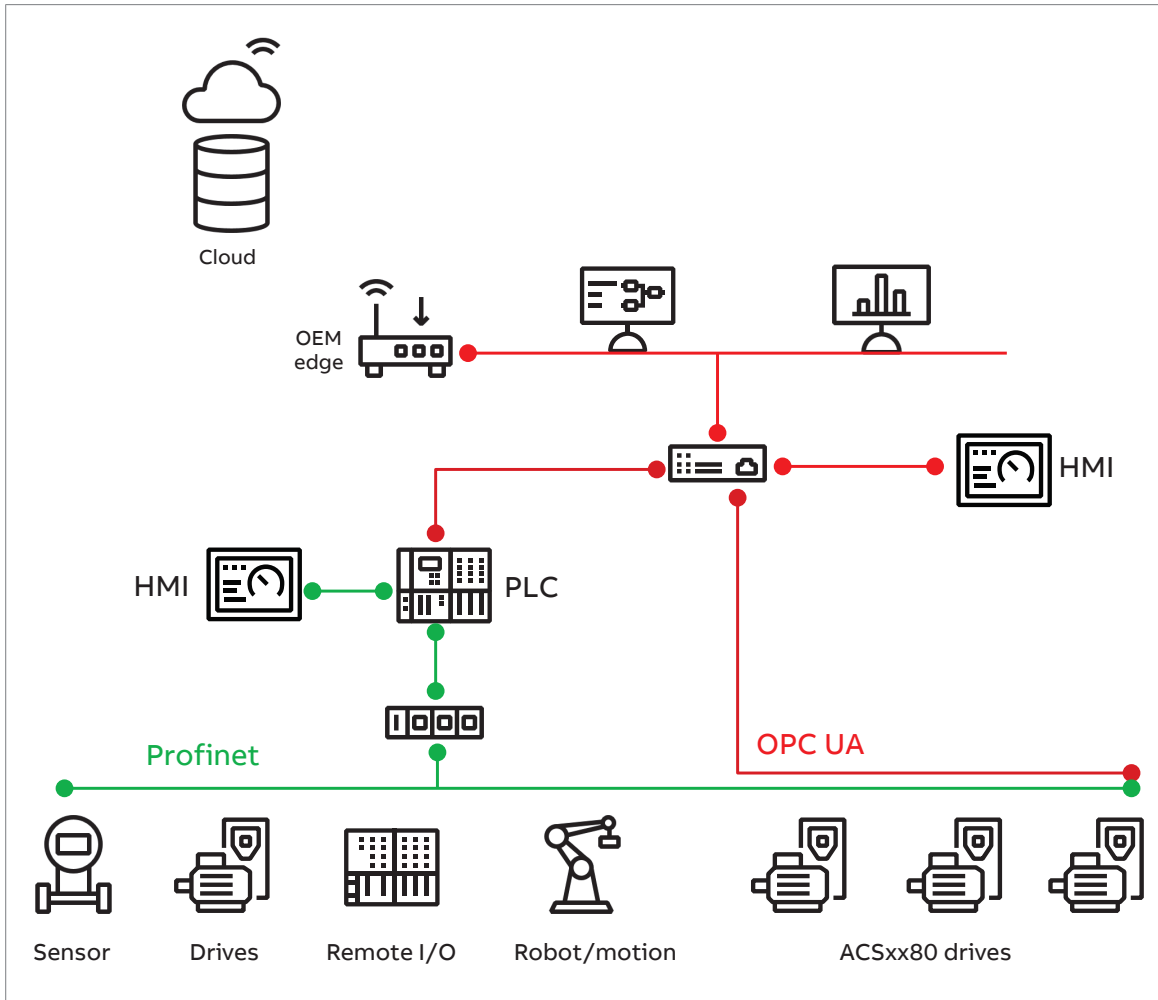 Cloud
OEM
edge
HMI
HMI
PLC
Profinet
OPC UA
Sensor
Drives
Remote I/O
Robot/motion
ACSxx80 drives